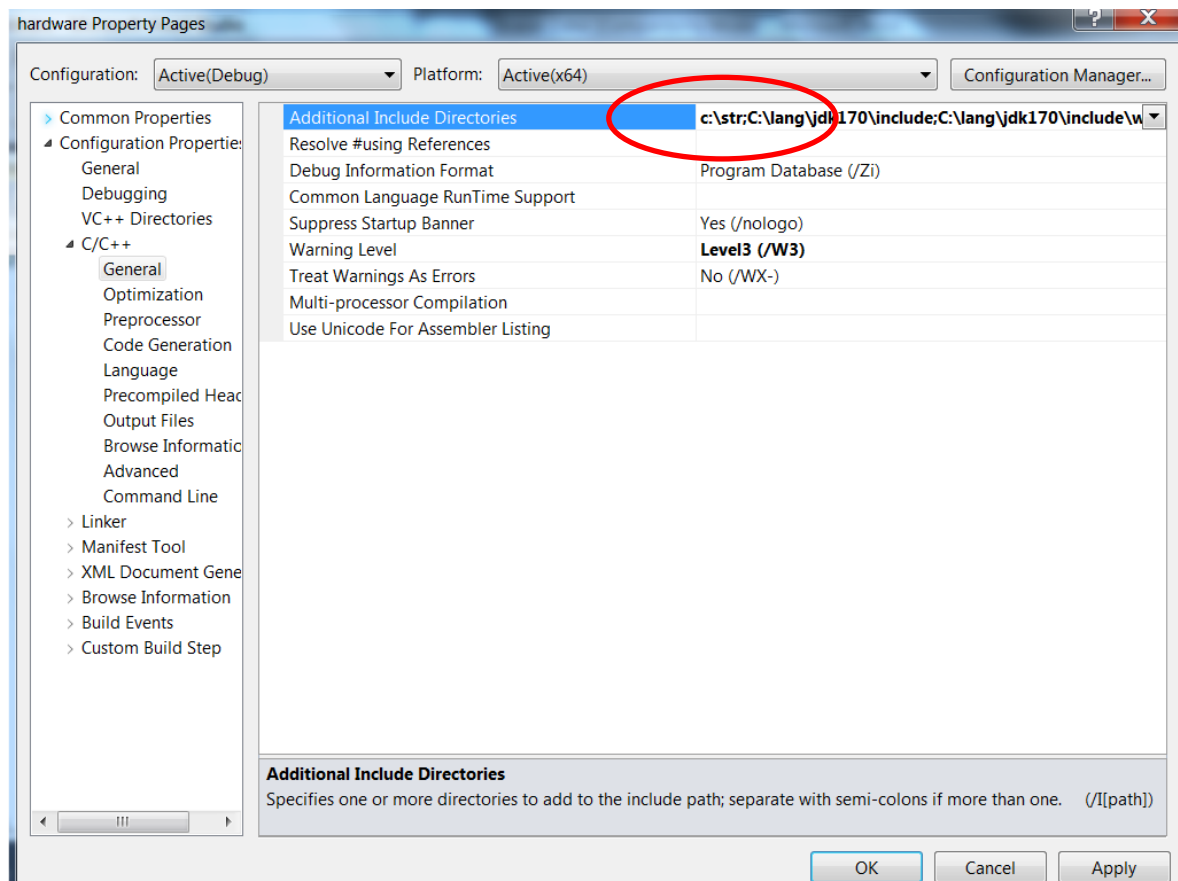 hardware Property Pages
Configuration: Active(Debug) Platform: Active(x64) Configuration Manager...
Common Properties
Configuration Propertie
General
Debugging
VC++ Directories
C/C++
General
Optimization
Preprocessor
Code Generation
Language
Precompiled Head
Output Files
Browse Informatio
Advanced
Command Line
Linker
Manifest Tool
XML Document Gene
Browse Information
Build Events
Custom Build Step
Additional Include Directories c:\str;C:\lang\jdk170\include;C:\lang\jdk170\include\w
Resolve #using References
Debug Information Format Program Database (/Zi)
Common Language RunTime Support
Suppress Startup Banner Yes (/nologo)
Warning Level Level3 (/W3)
Treat Warnings As Errors No (/WX-)
Multi-processor Compilation
Use Unicode For Assembler Listing
Additional Include Directories
Specifies one or more directories to add to the include path; separate with semi-colons if more than one. (/I[path])
OK Cancel Apply